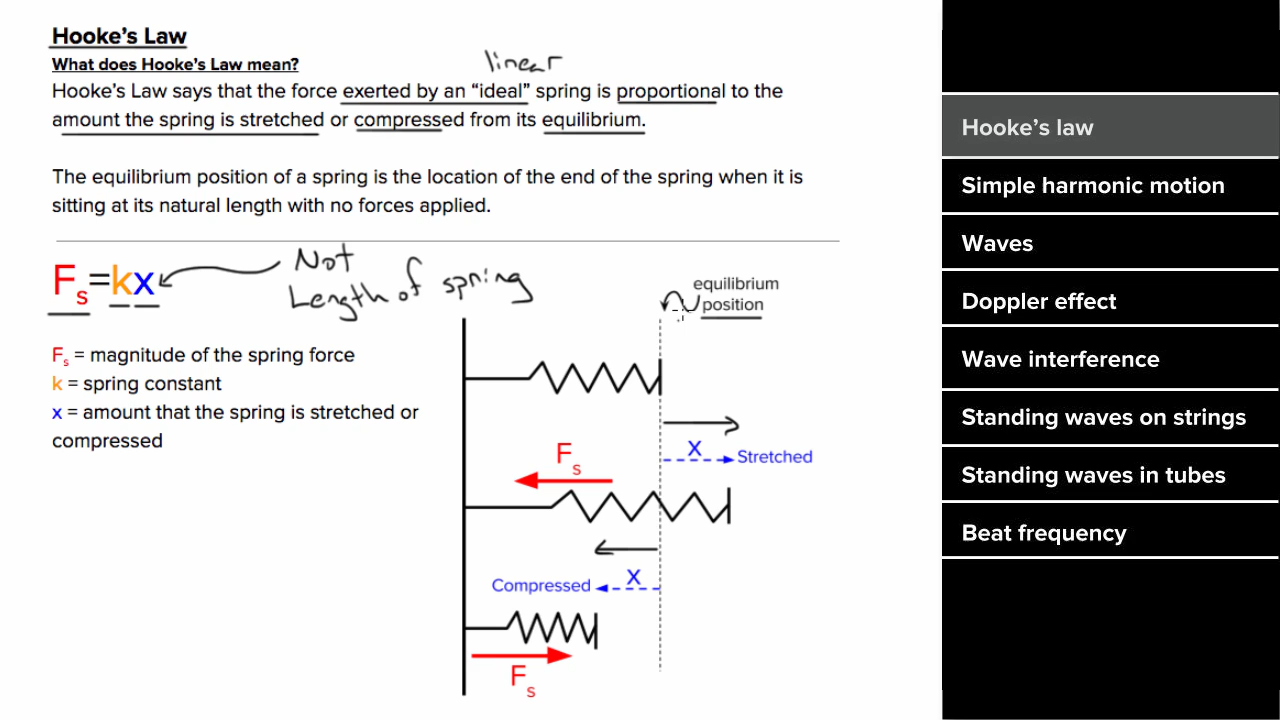 Hooke’s Law
What does Hooke’s Law mean?
linear
Hooke’s Law says that the force exerted by an “ideal” spring is proportional to the
amount the spring is stretched or compressed from its equilibrium.
The equilibrium position of a spring is the location of the end of the spring when it is
sitting at its natural length with no forces applied.
Fs=kx
Not
Length of spring
equilibrium
position
Fs = magnitude of the spring force
k = spring constant
x = amount that the spring is stretched or
compressed
x
Stretched
Fs
Compressed
x
Fs
Hooke’s law
Simple harmonic motion
Waves
Doppler effect
Wave interference
Standing waves on strings
Standing waves in tubes
Beat frequency